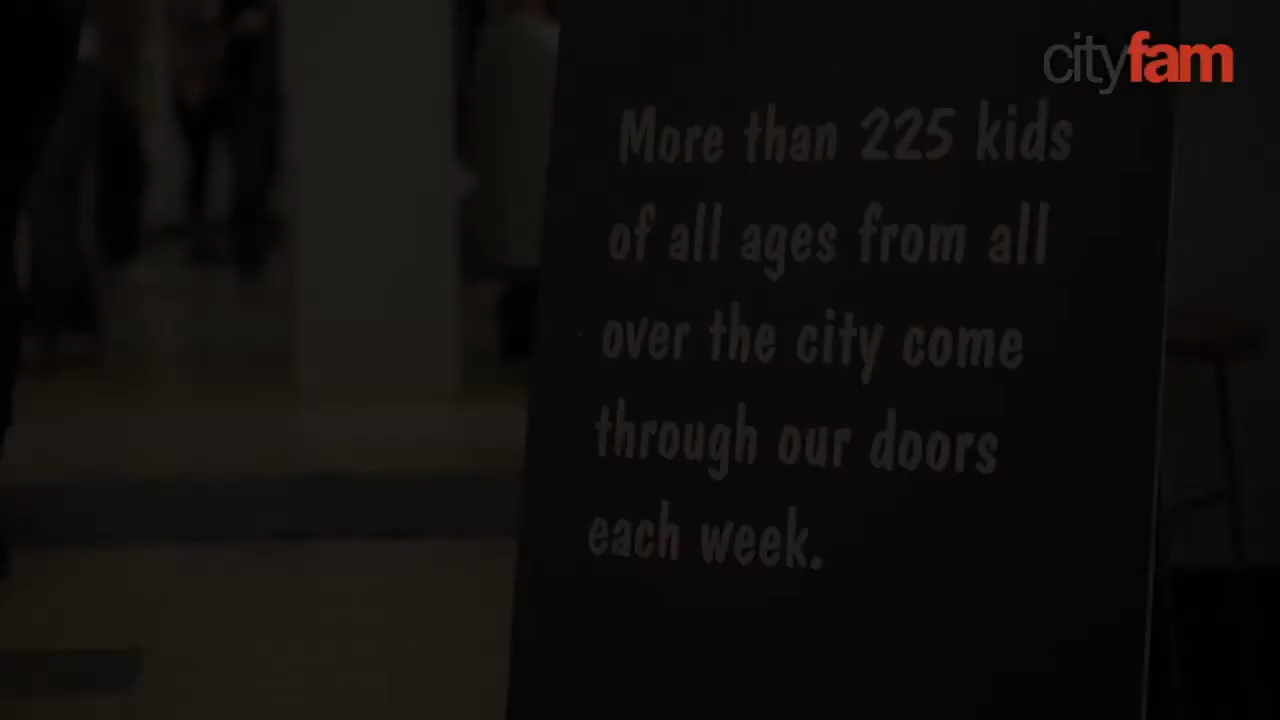 cityfam
More than 225 kids
of all ages from all
over the city come
through our doors
each week.